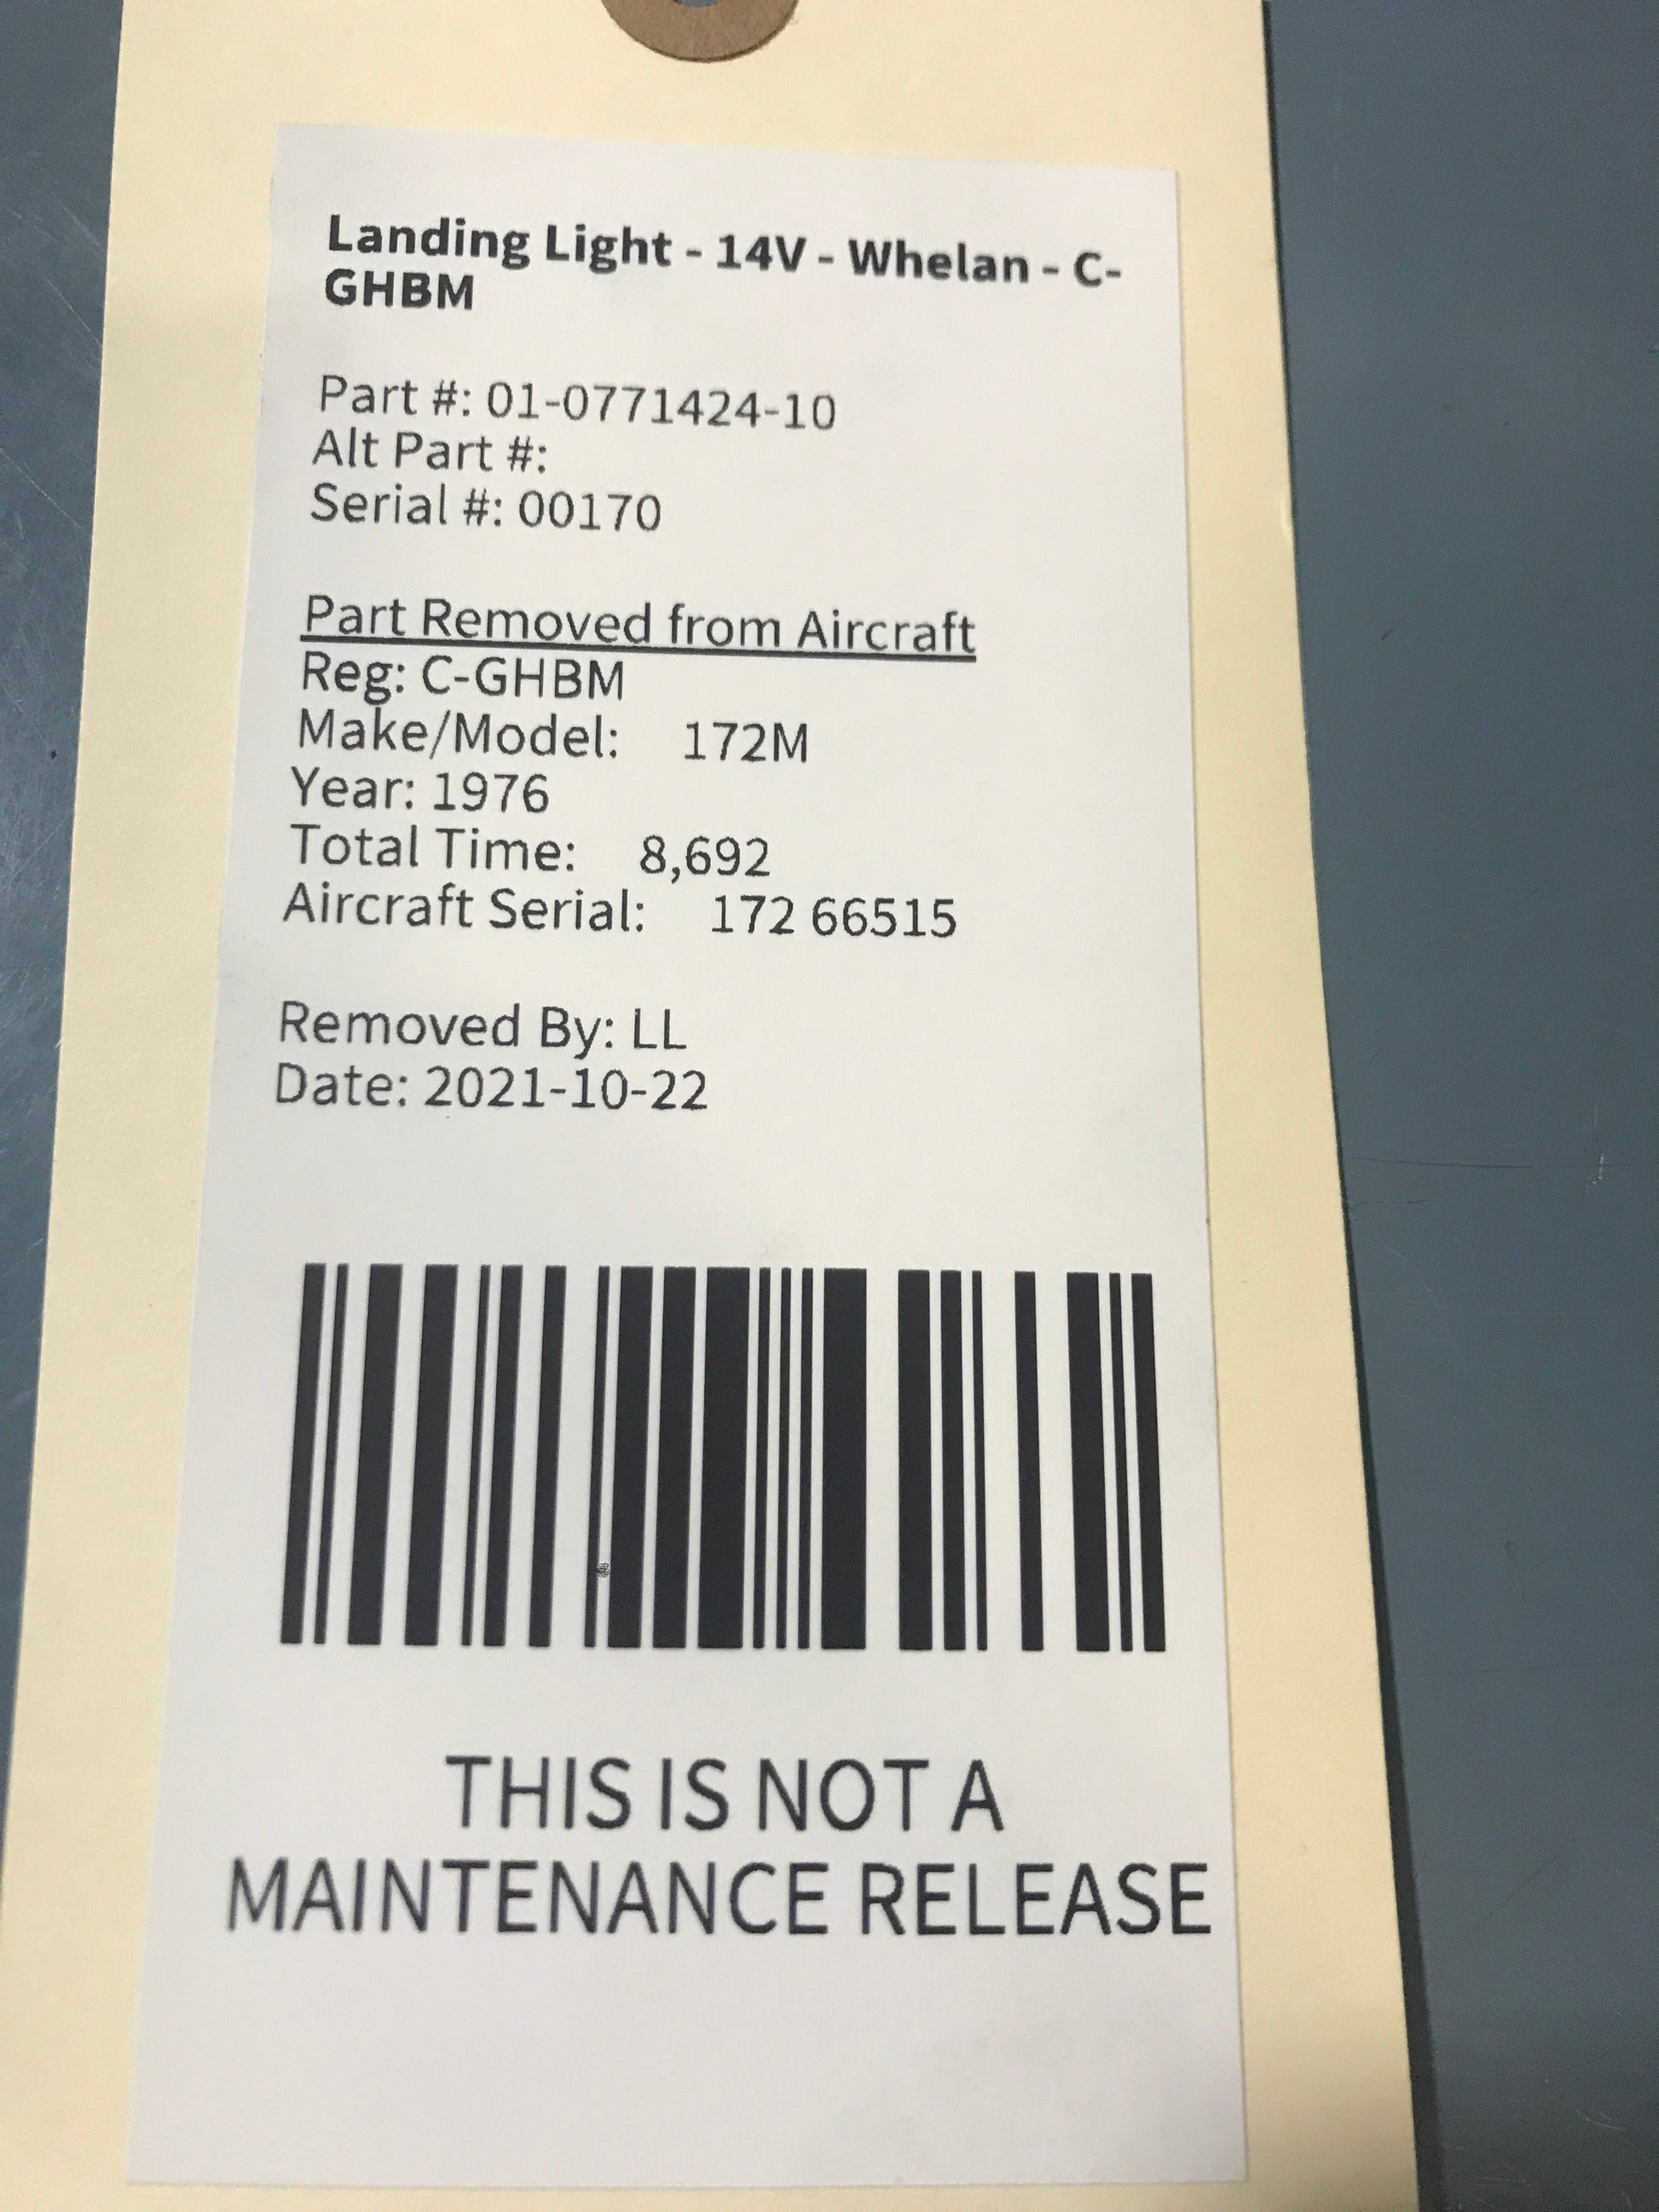 Landing Light - 14V - Whelan - C-
GHBM
Part #: 01-0771424-10
Alt Part #:
Serial #: 00170
Part Removed from Aircraft
Reg: C-GHBM
Make/Model: 172M
Year: 1976
Total Time: 8,692
Aircraft Serial: 172 66515
Removed By: LL
Date: 2021-10-22
THIS IS NOT A
MAINTENANCE RELEASE